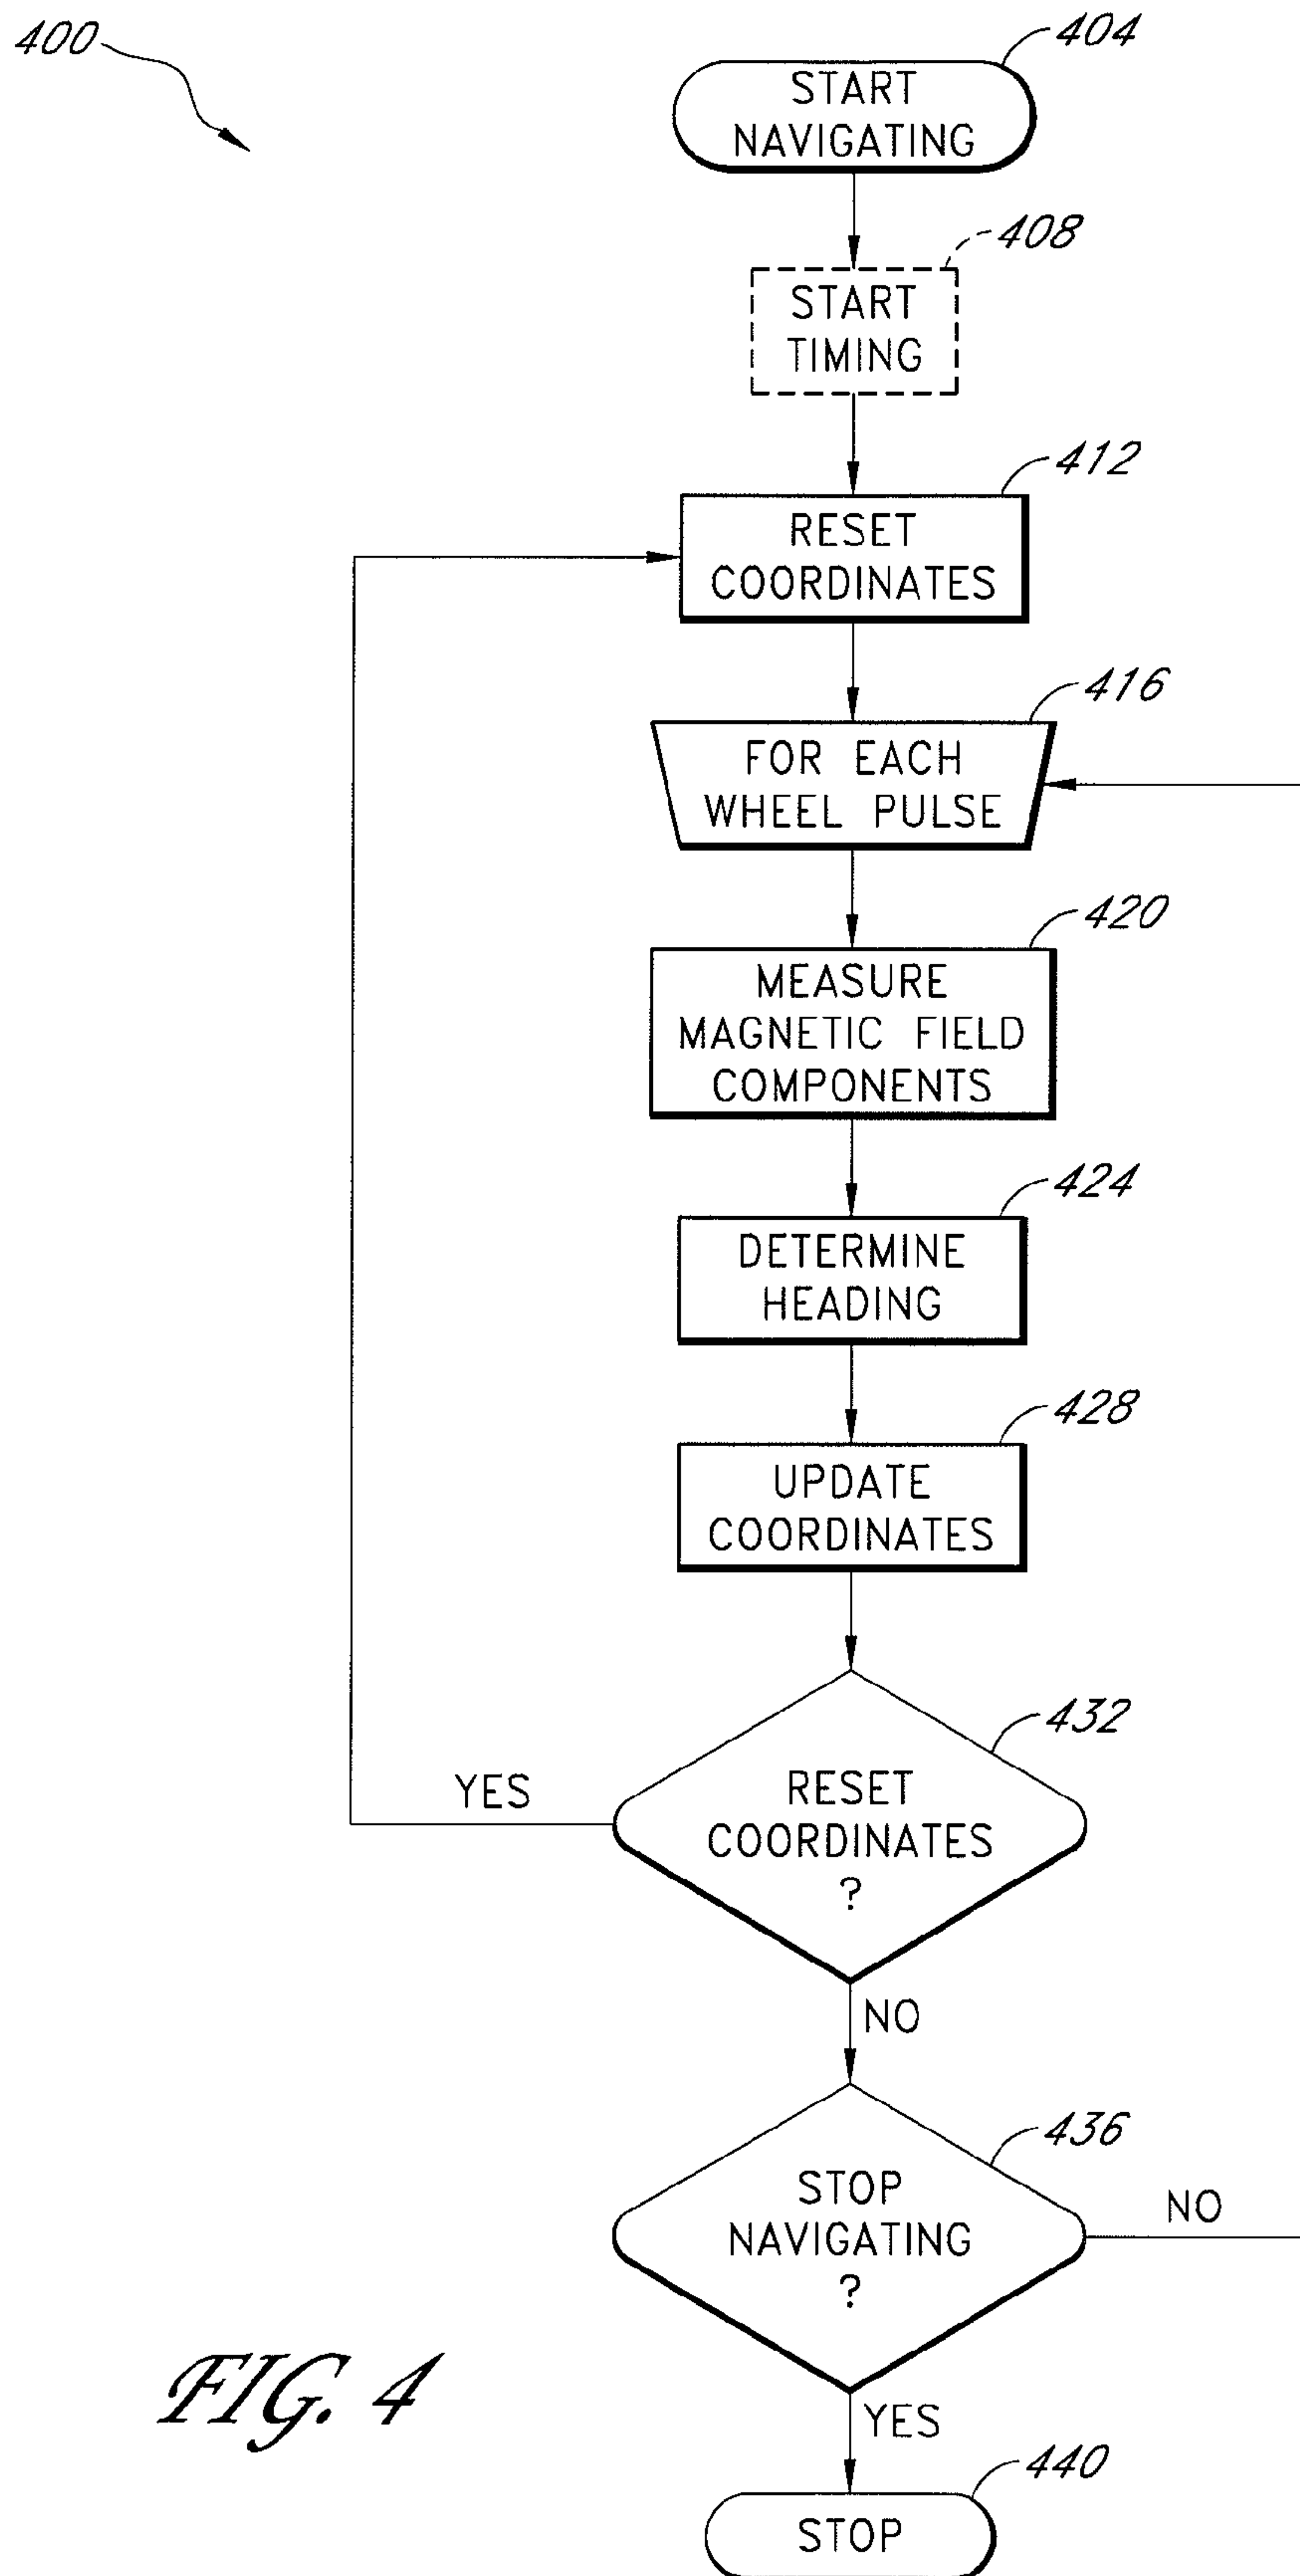 400
404
START
NAVIGATING
408
START
TIMING
412
RESET
COORDINATES
416
FOR EACH
WHEEL PULSE
420
MEASURE
MAGNETIC FIELD
COMPONENTS
424
DETERMINE
HEADING
428
UPDATE
COORDINATES
432
YES
RESET
COORDINATES
?
NO
436
STOP
NAVIGATING
?
NO
YES
FIG. 4
440
STOP